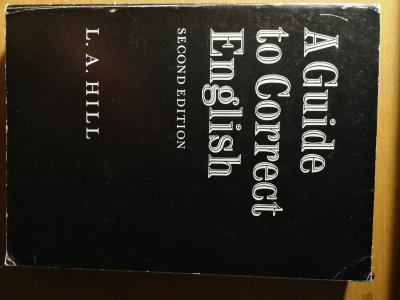 A Guide
to Correct
English
SECOND EDITION
L. A. HILL